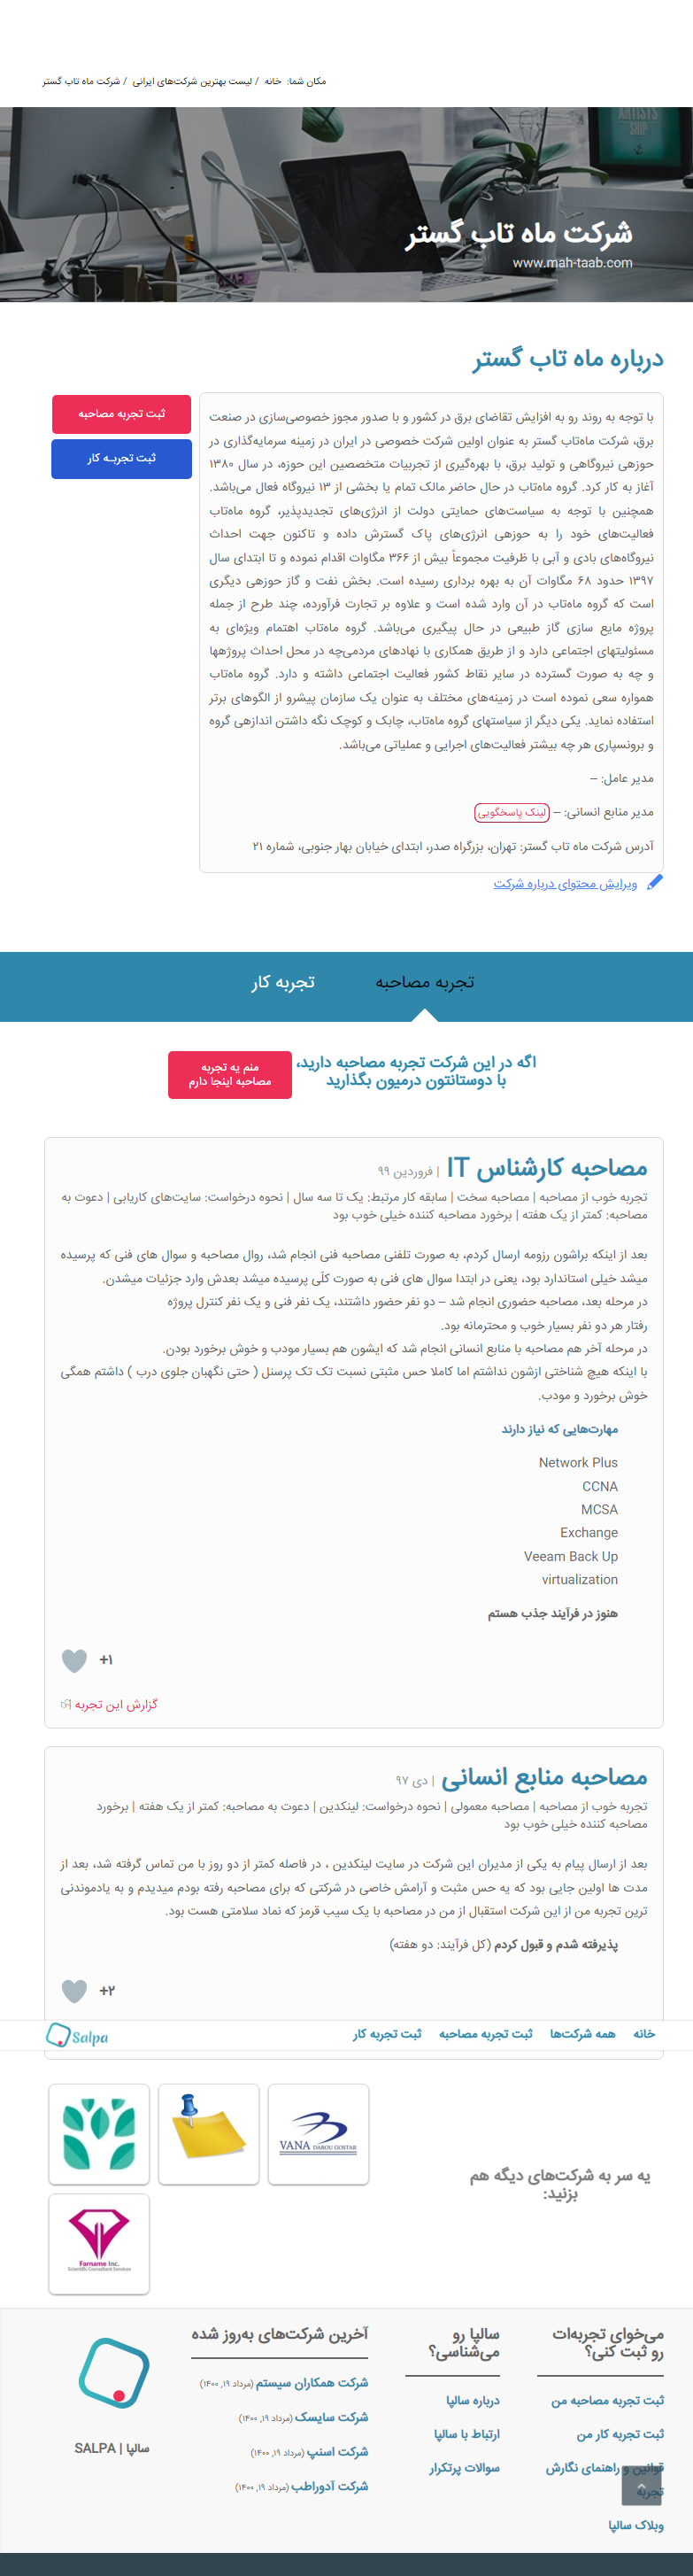 مکان شما: خانه / لیست بهترین شرکت‌های ایرانی / شرکت ماه تاب گستر
شرکت ماه تاب گستر
www.mah-taab.com
درباره ماه تاب گستر
ثبت تجربه مصاحبه
ثبت تجربـه کار
با توجه به روند رو به افزایش تقاضای برق در کشور و با صدور مجوز خصوصی‌سازی در صنعت
برق، شرکت ماه‌تاب گستر به عنوان اولین شرکت خصوصی در ایران در زمینه سرمایه‌گذاری در
حوزهی نیروگاهی و تولید برق، با بهره‌گیری از تجربیات متخصصین این حوزه، در سال ۱۳۸۰
آغاز به کار کرد. گروه ماه‌تاب در حال حاضر مالک تمام یا بخشی از ۱۳ نیروگاه فعال می‌باشد.
همچنین با توجه به سیاست‌های حمایتی دولت از انرژی‌های تجدیدپذیر، گروه ماه‌تاب
فعالیت‌های خود را به حوزهی انرژی‌های پاک گسترش داده و تاکنون جهت احداث
نیروگاه‌های بادی و آبی با ظرفیت مجموعاً بیش از ۳۶۶ مگاوات اقدام نموده و تا ابتدای سال
۱۳۹۷ حدود ۶۸ مگاوات آن به بهره برداری رسیده است. بخش نفت و گاز حوزهی دیگری
است که گروه ماه‌تاب در آن وارد شده است و علاوه بر تجارت فرآورده، چند طرح از جمله
پروژه مایع سازی گاز طبیعی در حال پیگیری می‌باشد. گروه ماه‌تاب اهتمام ویژه‌ای به
مسئولیتهای اجتماعی دارد و از طریق همکاری با نهادهای مردمی‌چه در محل احداث پروژهها
و چه به صورت گسترده در سایر نقاط کشور فعالیت اجتماعی داشته و دارد. گروه ماه‌تاب
همواره سعی نموده است در زمینه‌های مختلف به عنوان یک سازمان پیشرو از الگوهای برتر
استفاده نماید. یکی دیگر از سیاستهای گروه ماه‌تاب، چابک و کوچک نگه داشتن اندازهی گروه
و برونسپاری هر چه بیشتر فعالیت‌های اجرایی و عملیاتی می‌باشد.
مدیر عامل: –
مدیر منابع انسانی: – لینک پاسخگویی
آدرس شرکت ماه تاب گستر: تهران، بزرگراه صدر، ابتدای خیابان بهار جنوبی، شماره ۲۱
ویرایش محتوای درباره شرکت
تجربه مصاحبه
تجربه کار
اگه در این شرکت تجربه مصاحبه دارید،
با دوستانتون درمیون بگذارید
منم یه تجربه
مصاحبه اینجا دارم
مصاحبه کارشناس IT | فروردین ۹۹
تجربه خوب از مصاحبه | مصاحبه سخت | سابقه کار مرتبط: یک تا سه سال | نحوه درخواست: سایت‌های کاریابی | دعوت به
مصاحبه: کمتر از یک هفته | برخورد مصاحبه کننده خیلی خوب بود
بعد از اینکه براشون رزومه ارسال کردم، به صورت تلفنی مصاحبه فنی انجام شد، روال مصاحبه و سوال های فنی که پرسیده
میشد خیلی استاندارد بود، یعنی در ابتدا سوال های فنی به صورت کلّی پرسیده میشد بعدش وارد جزئیات میشدن.
در مرحله بعد، مصاحبه حضوری انجام شد – دو نفر حضور داشتند، یک نفر فنی و یک نفر کنترل پروژه
رفتار هر دو نفر بسیار خوب و محترمانه بود.
در مرحله آخر هم مصاحبه با منابع انسانی انجام شد که ایشون هم بسیار مودب و خوش برخورد بودن.
با اینکه هیچ شناختی ازشون نداشتم اما کاملا حس مثبتی نسبت تک تک پرسنل ( حتی نگهبان جلوی درب ) داشتم همگی
خوش برخورد و مودب.
مهارت‌هایی که نیاز دارند
Network Plus
CCNA
MCSA
Exchange
Veeam Back Up
virtualization
هنوز در فرآیند جذب هستم
+۱
گزارش این تجربه
مصاحبه منابع انسانی | دی ۹۷
تجربه خوب از مصاحبه | مصاحبه معمولی | نحوه درخواست: لینکدین | دعوت به مصاحبه: کمتر از یک هفته | برخورد
مصاحبه کننده خیلی خوب بود
بعد از ارسال پیام به یکی از مدیران این شرکت در سایت لینکدین ، در فاصله کمتر از دو روز با من تماس گرفته شد، بعد از
مدت ها اولین جایی بود که یه حس مثبت و آرامش خاصی در شرکتی که برای مصاحبه رفته بودم میدیدم و به یادموندنی
ترین تجربه من از این شرکت استقبال از من در مصاحبه با یک سیب قرمز که نماد سلامتی هست بود.
پذیرفته شدم و قبول کردم (کل فرآیند: دو هفته)
+۲
خانه
همه شرکت‌ها
ثبت تجربه مصاحبه
ثبت تجربه کار
Salpa
یه سر به شرکت‌های دیگه هم
بزنید:
VANA
DAROU GOSTAR
Farname Inc.
Scientific Consultant Services
می‌خوای تجربه‌ات
رو ثبت کنی؟
ثبت تجربه مصاحبه من
ثبت تجربه کار من
قوانین و راهنمای نگارش
تجربه
وبلاگ سالپا
سالپا رو
می‌شناسی؟
درباره سالپا
ارتباط با سالپا
سوالات پرتکرار
آخرین شرکت‌های به‌روز شده
شرکت همکاران سیستم (مرداد ۱۹, ۱۴۰۰)
شرکت سایسک (مرداد ۱۹, ۱۴۰۰)
شرکت اسنپ (مرداد ۱۹, ۱۴۰۰)
شرکت آدوراطب (مرداد ۱۹, ۱۴۰۰)
سالپا | SALPA